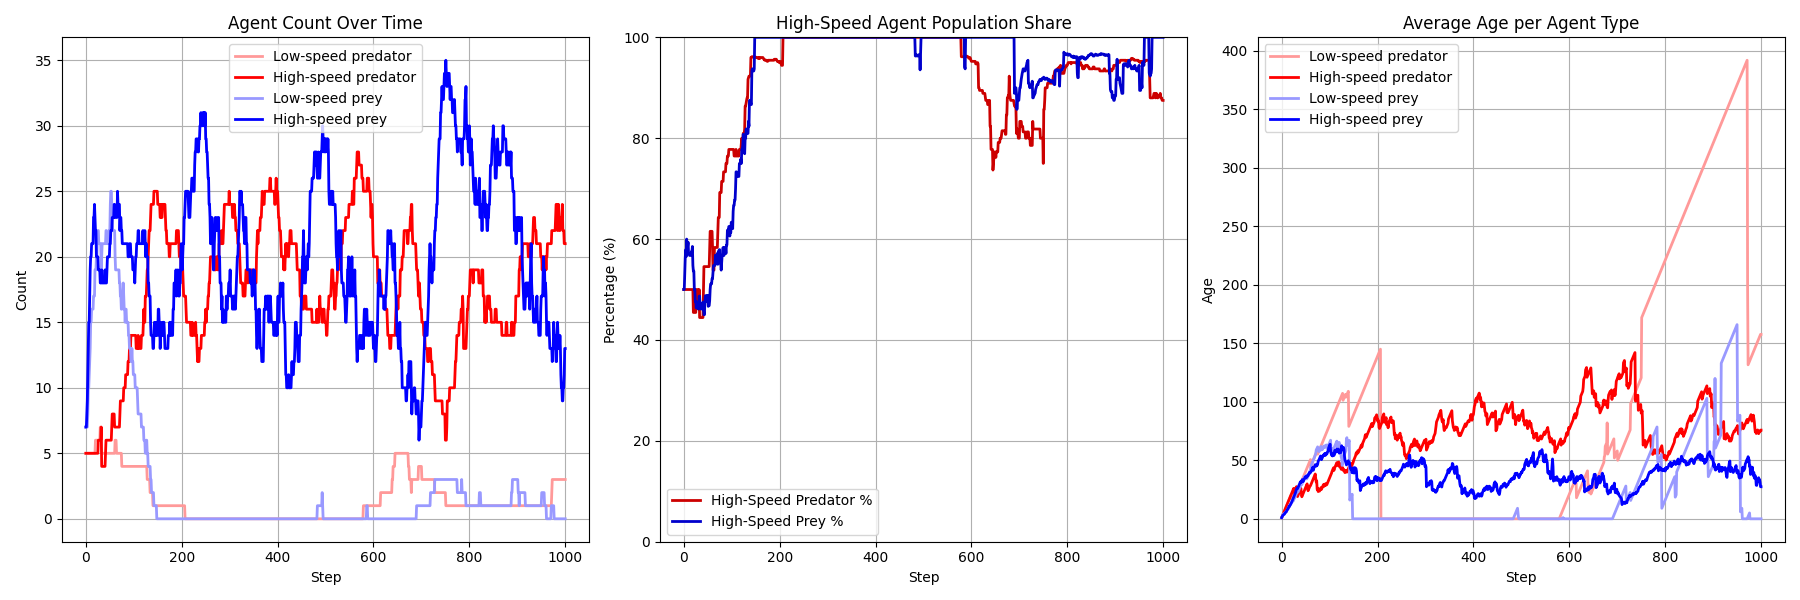 Agent Count Over Time
Low-speed predator
High-speed predator
Low-speed prey
High-speed prey
35
30
25
20
15
10
5
0
Count
0 200 400 600 800 1000
Step
High-Speed Agent Population Share
100
80
60
40
20
0
Percentage (%)
High-Speed Predator %
High-Speed Prey %
0 200 400 600 800 1000
Step
Average Age per Agent Type
Low-speed predator
High-speed predator
Low-speed prey
High-speed prey
400
350
300
250
200
150
100
50
0
Age
0 200 400 600 800 1000
Step